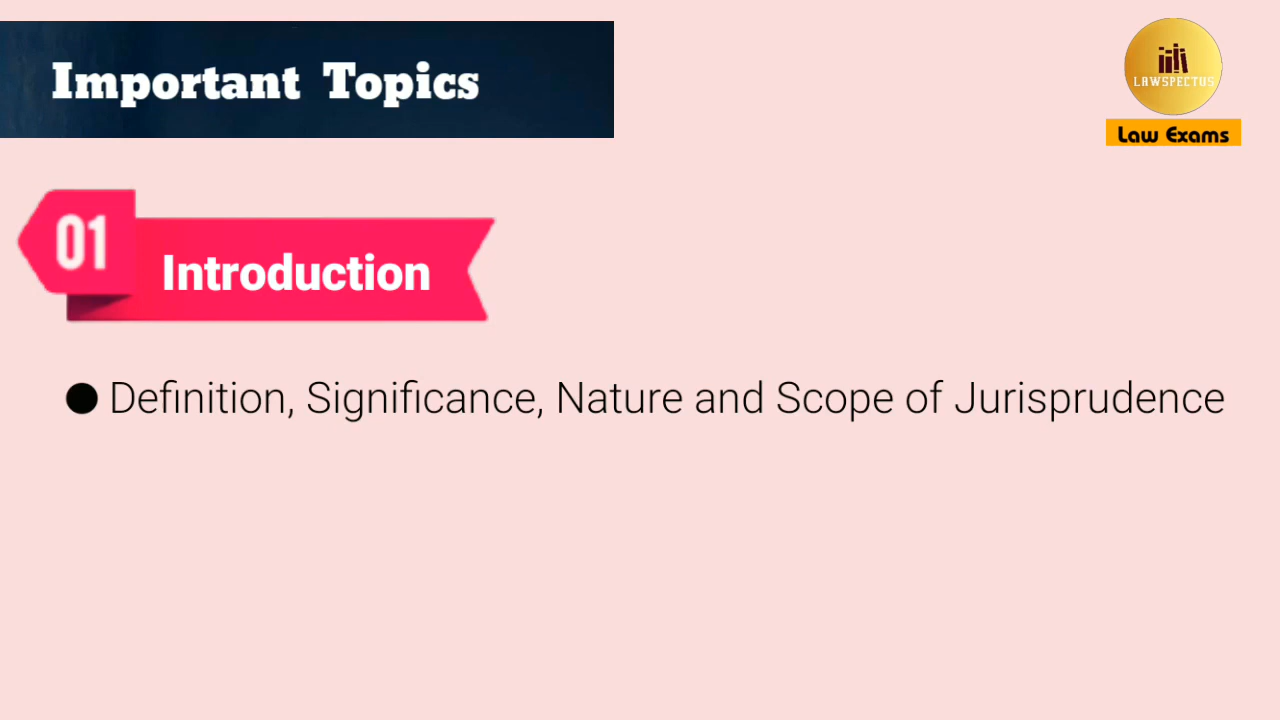 Important Topics
LAWSPECTUS
Law Exams
01
Introduction
● Definition, Significance, Nature and Scope of Jurisprudence